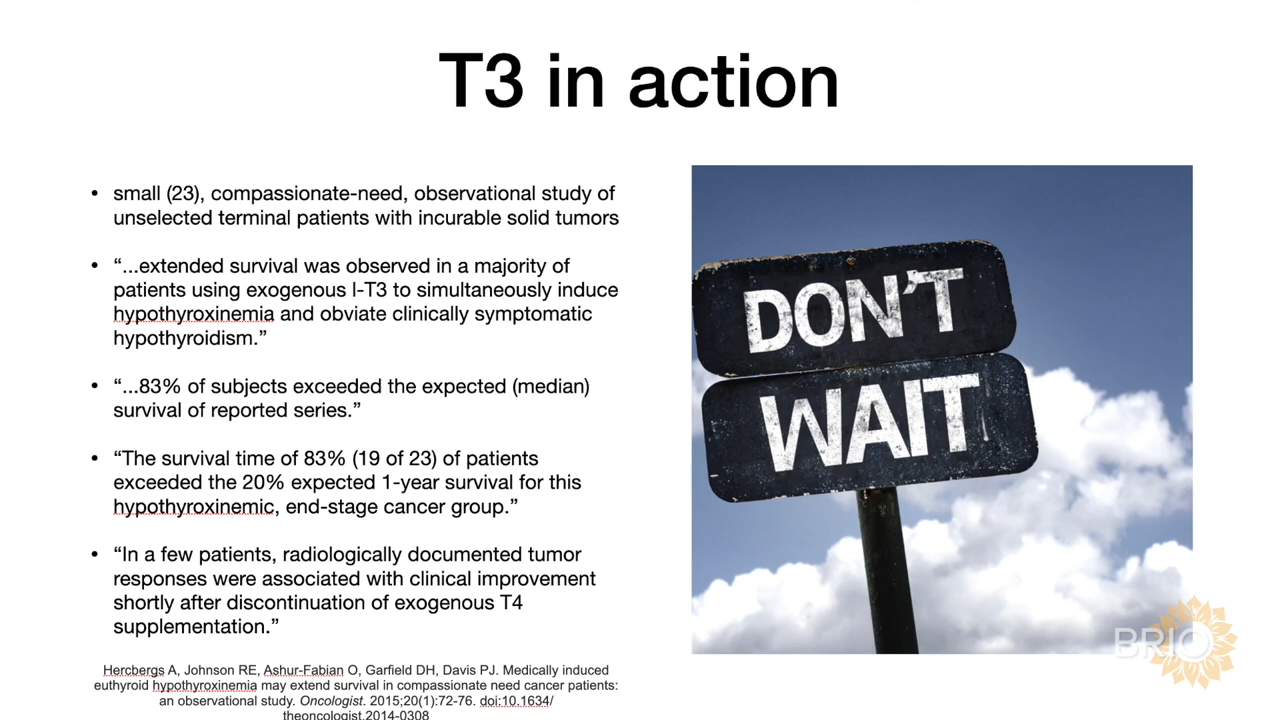 T3 in action
• small (23), compassionate-need, observational study of
unselected terminal patients with incurable solid tumors
• “...extended survival was observed in a majority of
patients using exogenous l-T3 to simultaneously induce
hypothyroxinemia and obviate clinically symptomatic
hypothyroidism.”
• “...83% of subjects exceeded the expected (median)
survival of reported series.”
• “The survival time of 83% (19 of 23) of patients
exceeded the 20% expected 1-year survival for this
hypothyroxinemic, end-stage cancer group.”
• “In a few patients, radiologically documented tumor
responses were associated with clinical improvement
shortly after discontinuation of exogenous T4
supplementation.”
Hercbergs A, Johnson RE, Ashur-Fabian O, Garfield DH, Davis PJ. Medically induced
euthyroid hypothyroxinemia may extend survival in compassionate need cancer patients:
an observational study. Oncologist. 2015;20(1):72-76. doi:10.1634/
theoncologist.2014-0308
DON'T
WAIT
BRIO